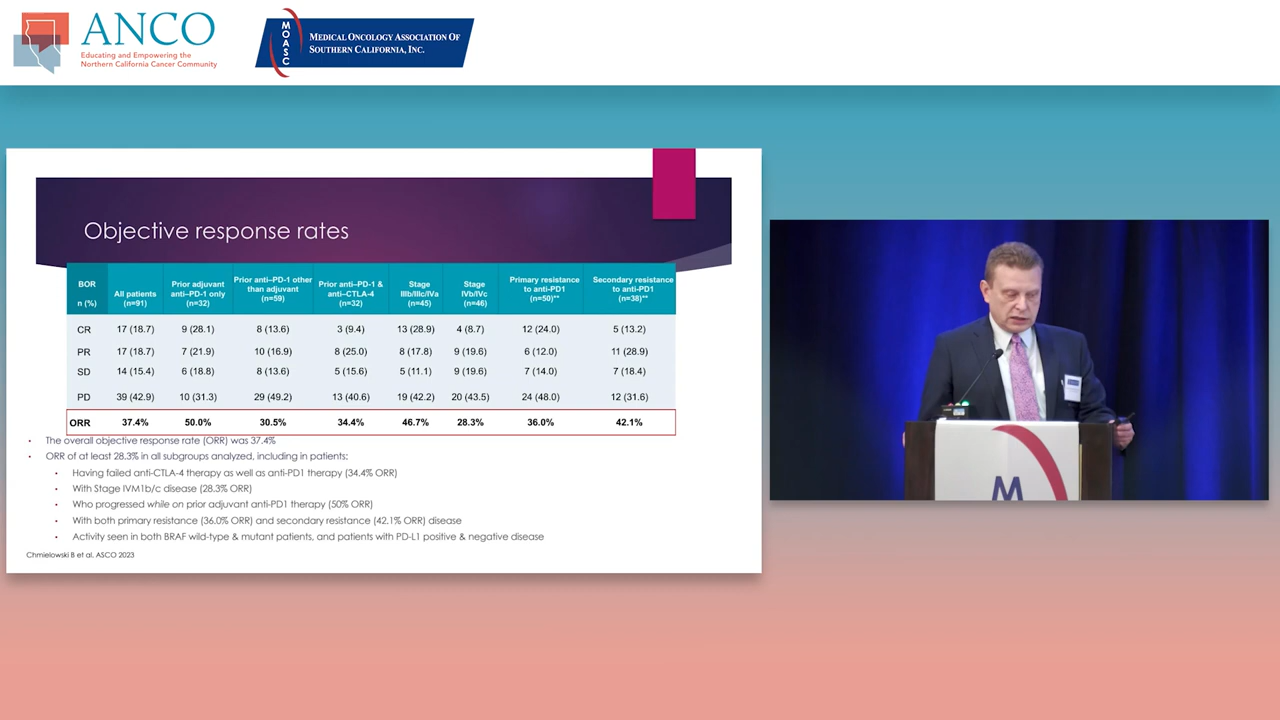 ANCO
Educating and Empowering the
Northern California Cancer Community
MOASC
MEDICAL ONCOLOGY ASSOCIATION OF
SOUTHERN CALIFORNIA, INC.
Objective response rates
BOR n (%) All patients (n=91) Prior adjuvant anti–PD-1 only (n=32) Prior anti–PD-1 other than adjuvant (n=59) Prior anti–PD-1 & anti–CTLA-4 (n=32) Stage IIIb/IIIc/IVa (n=45) Stage IVb/IVc (n=46) Primary resistance to anti-PD1 (n=50)** Secondary resistance to anti-PD1 (n=38)**
CR 17 (18.7) 9 (28.1) 8 (13.6) 3 (9.4) 13 (28.9) 4 (8.7) 12 (24.0) 5 (13.2)
PR 17 (18.7) 7 (21.9) 10 (16.9) 8 (25.0) 8 (17.8) 9 (19.6) 6 (12.0) 11 (28.9)
SD 14 (15.4) 6 (18.8) 8 (13.6) 5 (15.6) 5 (11.1) 9 (19.6) 7 (14.0) 7 (18.4)
PD 39 (42.9) 10 (31.3) 29 (49.2) 13 (40.6) 19 (42.2) 20 (43.5) 24 (48.0) 12 (31.6)
ORR 37.4% 50.0% 30.5% 34.4% 46.7% 28.3% 36.0% 42.1%
• The overall objective response rate (ORR) was 37.4%
• ORR of at least 28.3% in all subgroups analyzed, including in patients:
• Having failed anti-CTLA-4 therapy as well as anti-PD1 therapy (34.4% ORR)
• With Stage IVM1b/c disease (28.3% ORR)
• Who progressed while on prior adjuvant anti-PD1 therapy (50% ORR)
• With both primary resistance (36.0% ORR) and secondary resistance (42.1% ORR) disease
• Activity seen in both BRAF wild-type & mutant patients, and patients with PD-L1 positive & negative disease
Chmielowski B et al. ASCO 2023
M